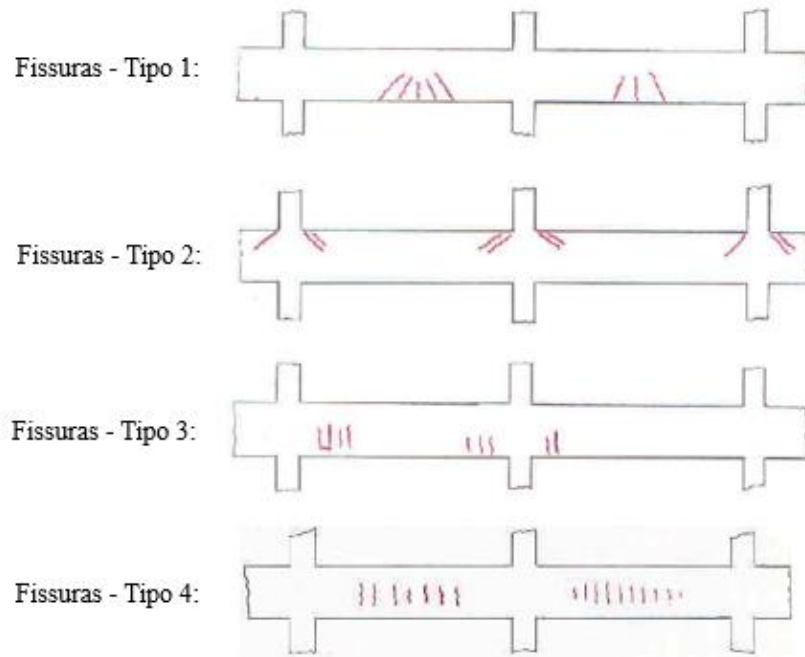 Fissuras - Tipo 1:
Fissuras - Tipo 2:
Fissuras - Tipo 3:
Fissuras - Tipo 4: